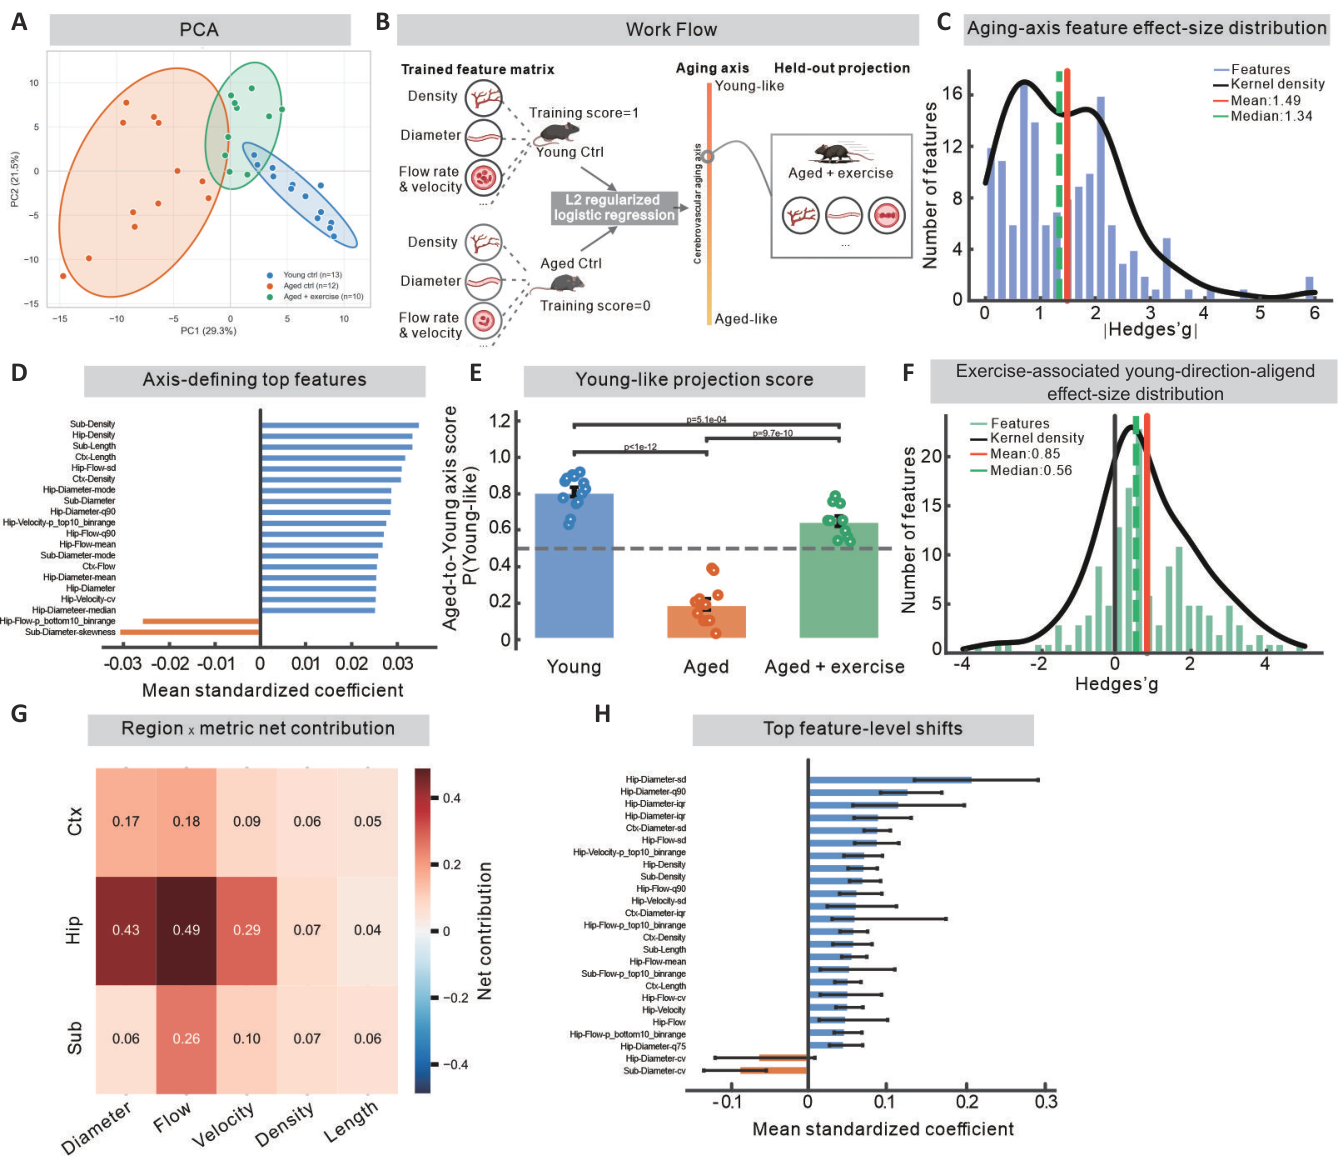 A
PCA
10
5
0
−5
−10
−15
PC2 (21.5%)
Young ctrl (n=13)
Aged ctrl (n=12)
Aged + exercise (n=10)
−15
−10
−5
0
5
10
PC1 (29.3%)
B
Work Flow
Trained feature matrix
Density
Diameter
Flow rate
& velocity
...
Training score=1
Young Ctrl
L2 regularized
logistic regression
Density
Aged Ctrl
Diameter
Training score=0
Flow rate
& velocity
...
Aging axis
Young-like
Cerebrovascular aging axis
Aged-like
Held-out projection
Aged + exercise
...
C
Aging-axis feature effect-size distribution
Features
Kernel density
Mean:1.49
Median:1.34
Number of features
16
12
8
4
0
0
1
2
3
4
5
6
|Hedges'g|
D
Axis-defining top features
Sub-Density
Hip-Density
Sub-Length
Ctx-Length
Hip-Flow-sd
Ctx-Density
Hip-Diameter-mode
Sub-Diameter
Hip-Diameter-q90
Hip-Velocity-p_top10_binrange
Hip-Flow-q90
Hip-Flow-mean
Sub-Diameter-mode
Ctx-Flow
Hip-Diameter-mean
Hip-Diameter
Hip-Velocity-cv
Hip-Diameteer-median
Hip-Flow-p_bottom10_binrange
Sub-Diameter-skewness
-0.03
-0.02
-0.01
0
0.01
0.02
0.03
Mean standardized coefficient
E
Young-like projection score
Aged-to-Young axis score
P(Young-like)
1.2
1.0
0.8
0.6
0.4
0.2
0
p=5.1e-04
p=9.7e-10
p<1e-12
Young
Aged
Aged + exercise
F
Exercise-associated young-direction-aligend
effect-size distribution
Features
Kernel density
Mean:0.85
Median:0.56
Number of features
20
15
10
5
0
-4
-2
0
2
4
Hedges'g
G
Region x metric net contribution
Ctx
0.17
0.18
0.09
0.06
0.05
Hip
0.43
0.49
0.29
0.07
0.04
Sub
0.06
0.26
0.10
0.07
0.06
Diameter
Flow
Velocity
Density
Length
0.4
0.2
0
−0.2
−0.4
Net contribution
H
Top feature-level shifts
Hip-Diameter-sd
Hip-Diameter-q90
Hip-Diameter-iqr
Hip-Diameter-iqr
Ctx-Diameter-sd
Hip-Flow-sd
Hip-Velocity-p_top10_binrange
Hip-Density
Sub-Density
Hip-Flow-q90
Hip-Velocity-sd
Ctx-Diameter-iqr
Hip-Flow-p_top10_binrange
Ctx-Density
Sub-Length
Hip-Flow-mean
Sub-Flow-p_top10_binrange
Ctx-Length
Hip-Flow-cv
Hip-Velocity
Hip-Flow
Hip-Flow-p_bottom10_binrange
Hip-Diameter-q75
Hip-Diameter-cv
Sub-Diameter-cv
-0.1
0
0.1
0.2
0.3
Mean standardized coefficient